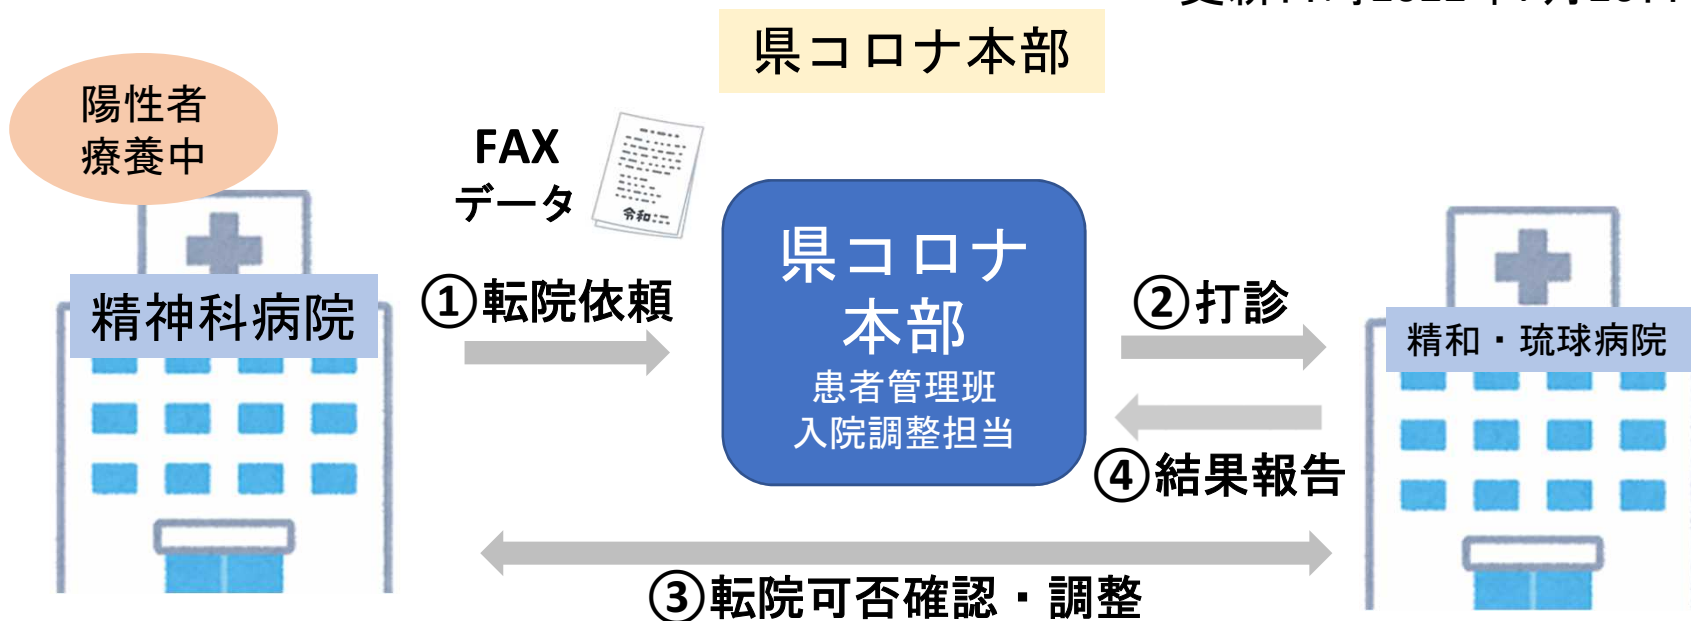 県コロナ本部
陽性者
療養中
FAX
データ
令和
精神科病院
①転院依頼
県コロナ
本部
患者管理班
入院調整担当
②打診
精和・琉球病院
④結果報告
③転院可否確認・調整